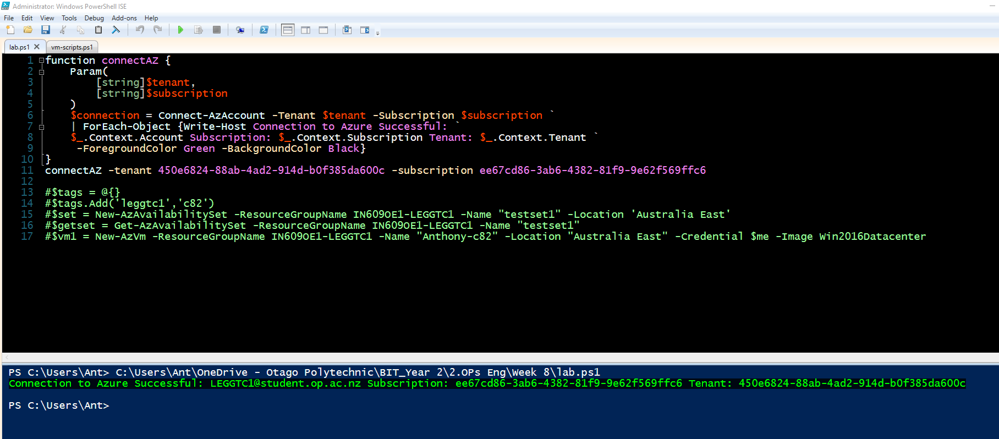 Administrator: Windows PowerShell ISE
File Edit View Tools Debug Add-ons Help
lab.ps1 vm-scripts.ps1
1 function connectAZ {
2 Param(
3 [string]$tenant,
4 [string]$subscription
5 )
6 $connection = Connect-AzAccount -Tenant $tenant -Subscription $subscription `
7 | ForEach-Object {Write-Host Connection to Azure Successful: `
8 $_.Context.Account Subscription: $_.Context.Subscription Tenant: $_.Context.Tenant `
9 -ForegroundColor Green -BackgroundColor Black}
10 }
11 connectAZ -tenant 450e6824-88ab-4ad2-914d-b0f385da600c -subscription ee67cd86-3ab6-4382-81f9-9e62f569ffc6
12
13 #$tags = @{}
14 #$tags.Add('leggtc1','c82')
15 #$set = New-AzAvailabilitySet -ResourceGroupName IN609OE1-LEGGTC1 -Name "testset1" -Location 'Australia East'
16 #$getset = Get-AzAvailabilitySet -ResourceGroupName IN609OE1-LEGGTC1 -Name "testset1"
17 #$vm1 = New-AzVm -ResourceGroupName IN609OE1-LEGGTC1 -Name "Anthony-c82" -Location "Australia East" -Credential $me -Image Win2016Datacenter
PS C:\Users\Ant> C:\Users\Ant\OneDrive - Otago Polytechnic\BIT_Year 2\2.OPs Eng\Week 8\lab.ps1
Connection to Azure Successful: LEGGTC1@student.op.ac.nz Subscription: ee67cd86-3ab6-4382-81f9-9e62f569ffc6 Tenant: 450e6824-88ab-4ad2-914d-b0f385da600c
PS C:\Users\Ant>